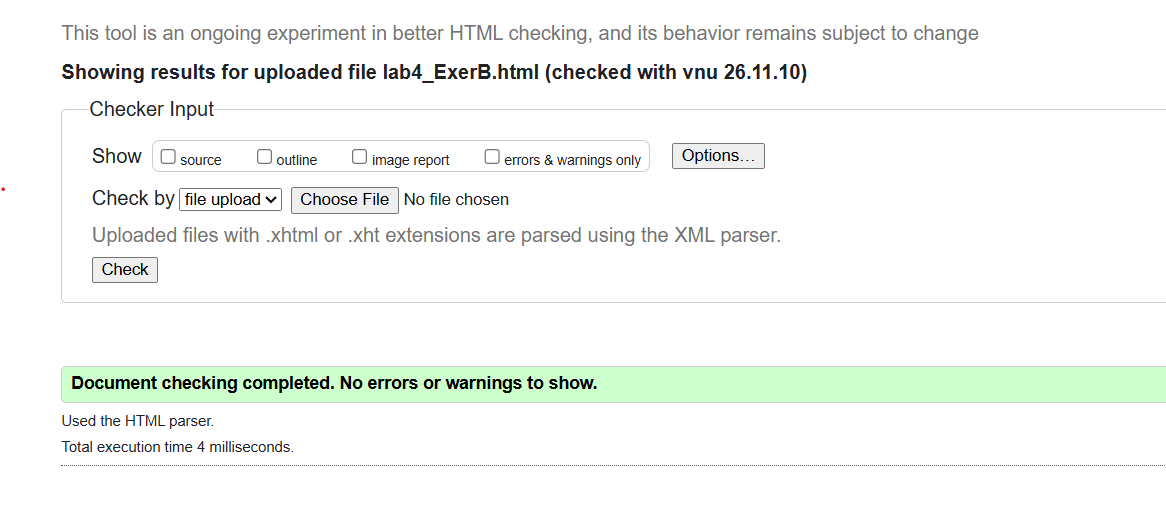 This tool is an ongoing experiment in better HTML checking, and its behavior remains subject to change
Showing results for uploaded file lab4_ExerB.html (checked with vnu 26.11.10)
Checker Input
Show source outline image report errors & warnings only Options...
Check by file upload Choose File No file chosen
Uploaded files with .xhtml or .xht extensions are parsed using the XML parser.
Check
Document checking completed. No errors or warnings to show.
Used the HTML parser.
Total execution time 4 milliseconds.